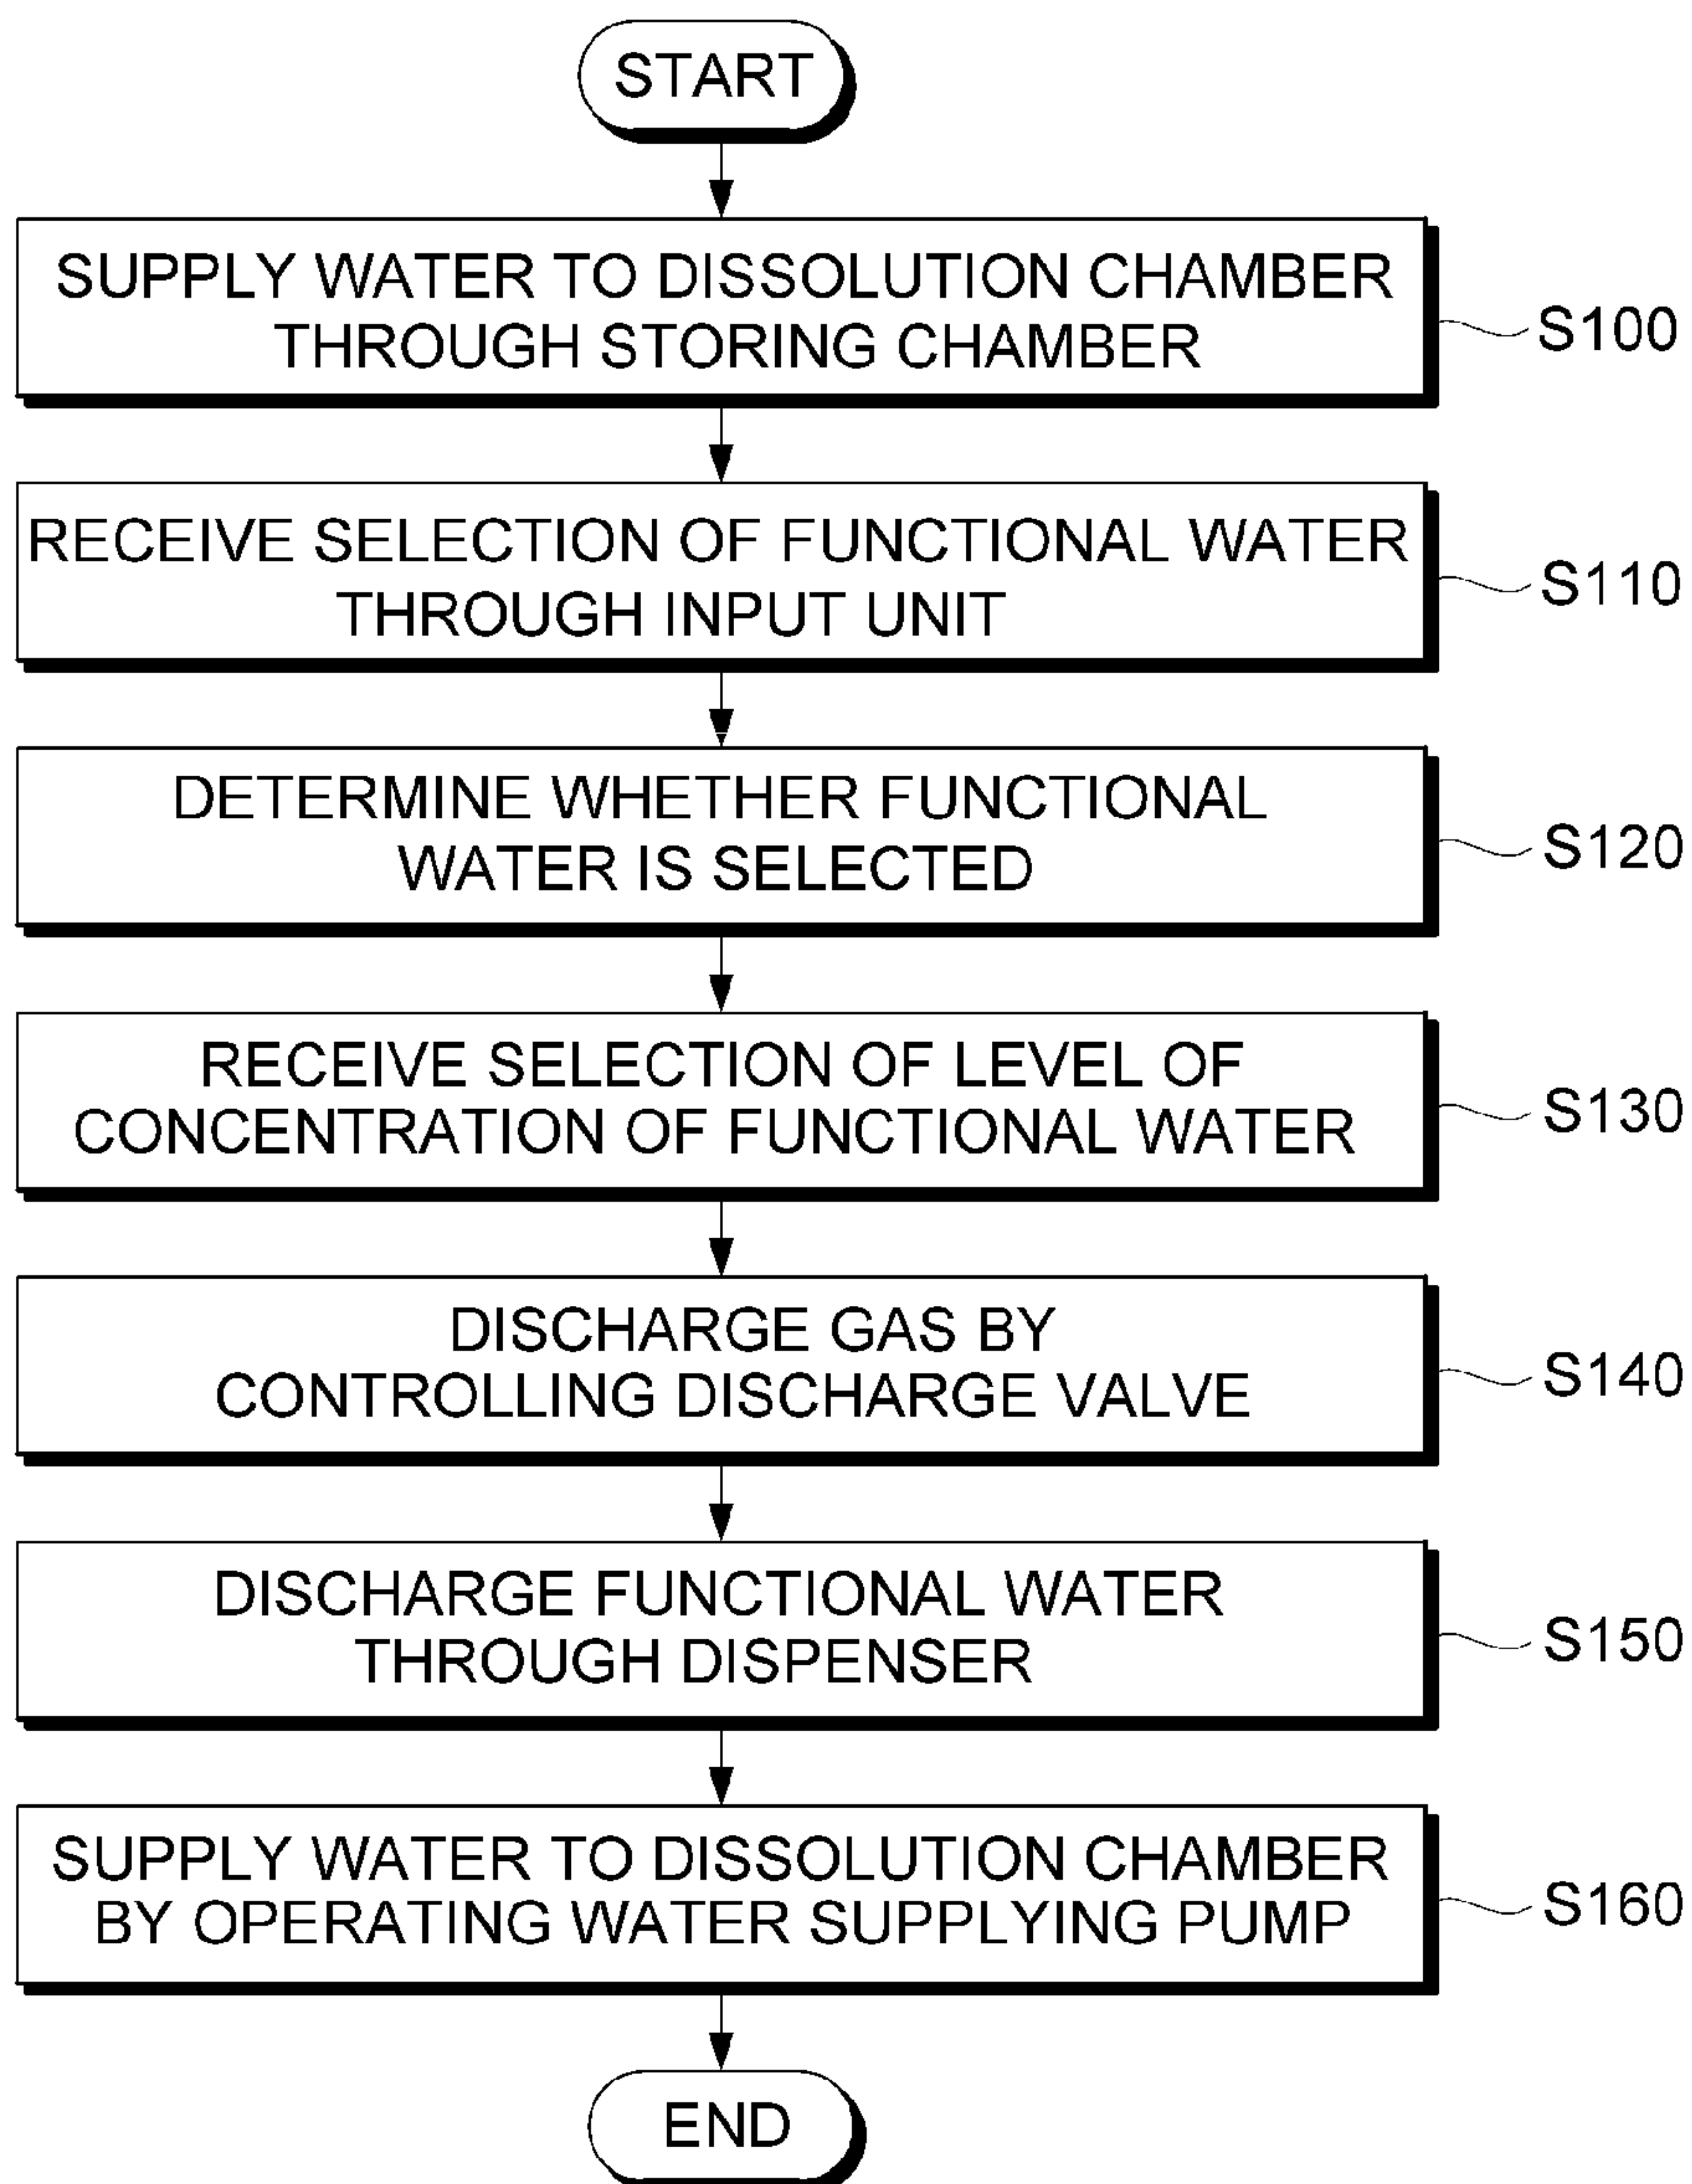 START
SUPPLY WATER TO DISSOLUTION CHAMBER
THROUGH STORING CHAMBER
S100
RECEIVE SELECTION OF FUNCTIONAL WATER
THROUGH INPUT UNIT
S110
DETERMINE WHETHER FUNCTIONAL
WATER IS SELECTED
S120
RECEIVE SELECTION OF LEVEL OF
CONCENTRATION OF FUNCTIONAL WATER
S130
DISCHARGE GAS BY
CONTROLLING DISCHARGE VALVE
S140
DISCHARGE FUNCTIONAL WATER
THROUGH DISPENSER
S150
SUPPLY WATER TO DISSOLUTION CHAMBER
BY OPERATING WATER SUPPLYING PUMP
S160
END